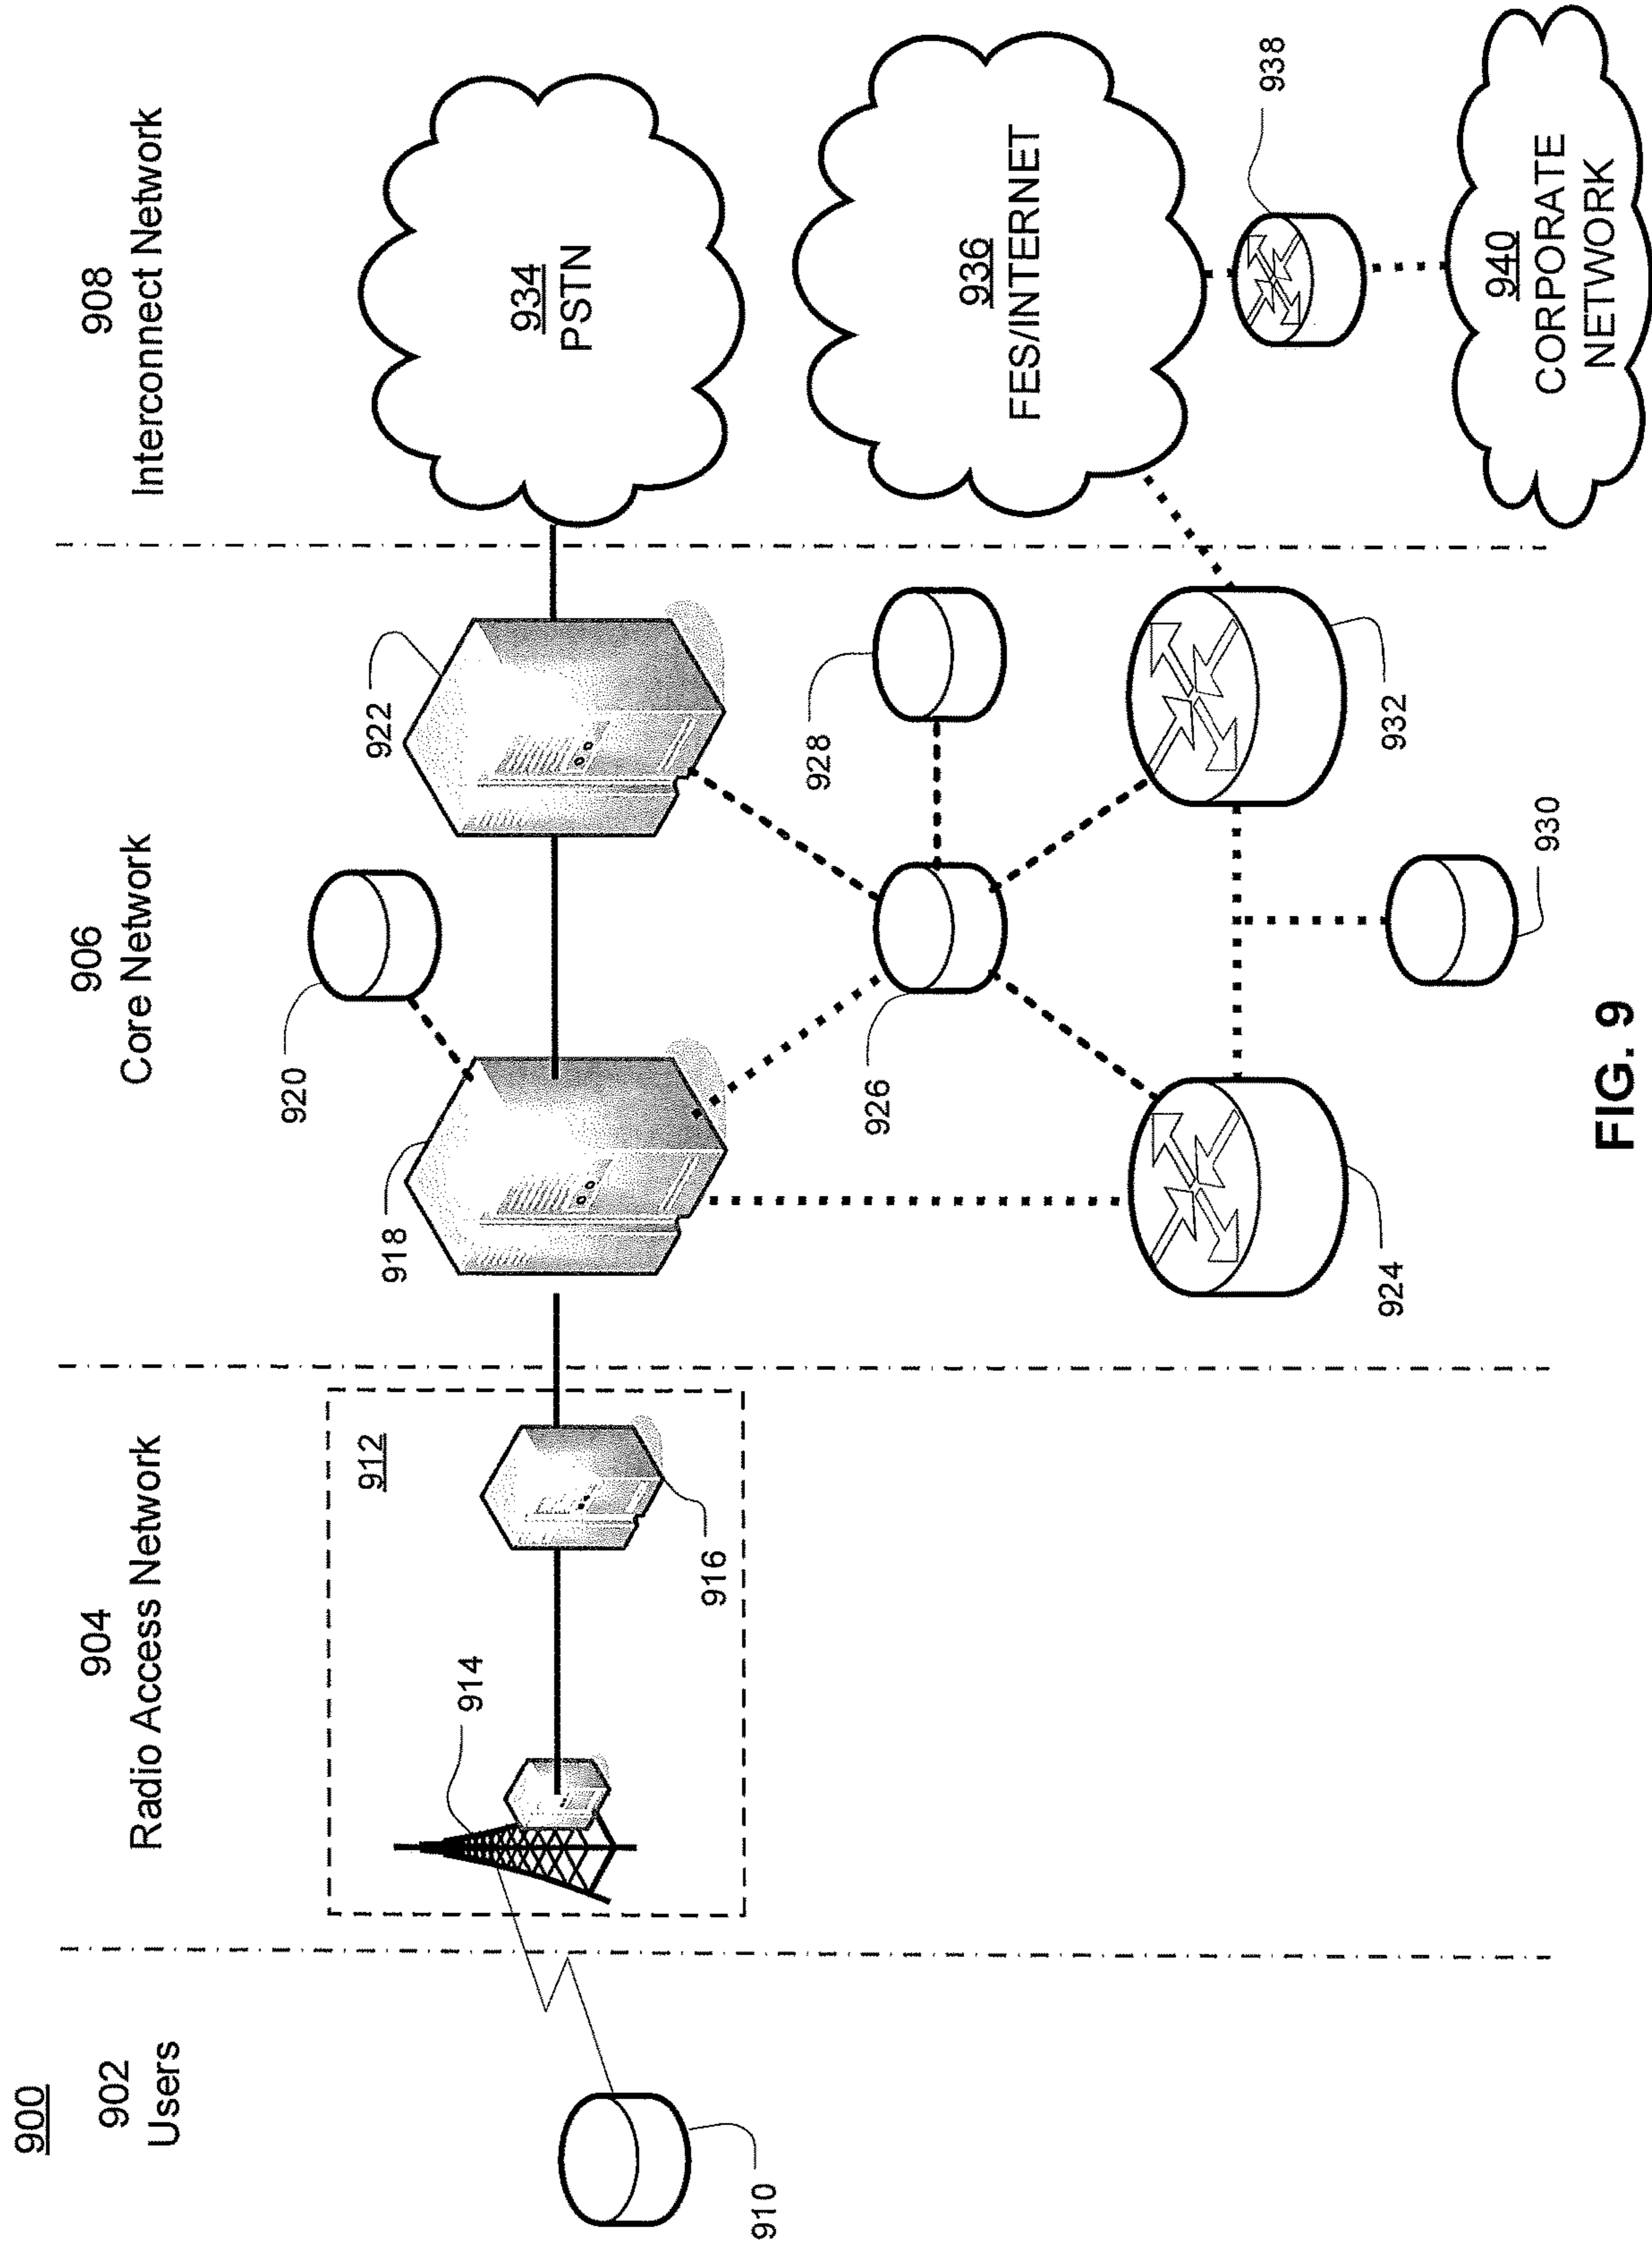 900
902
Users
904
Radio Access Network
906
Core Network
908
Interconnect Network
910
912
914
916
918
920
922
924
926
928
930
932
934
PSTN
936
FES/INTERNET
938
940
CORPORATE
NETWORK
FIG. 9